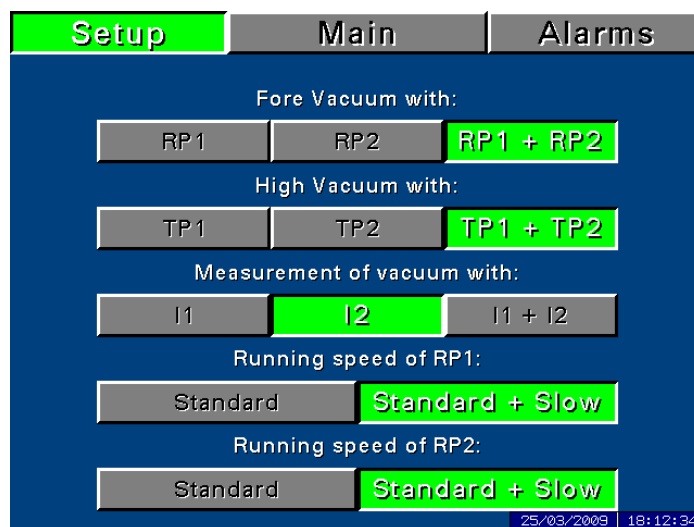 Setup Main Alarms
Fore Vacuum with:
RP1 RP2 RP1 + RP2
High Vacuum with:
TP1 TP2 TP1 + TP2
Measurement of vacuum with:
I1 I2 I1 + I2
Running speed of RP1:
Standard Standard + Slow
Running speed of RP2:
Standard Standard + Slow
25/03/2009 18:12:34